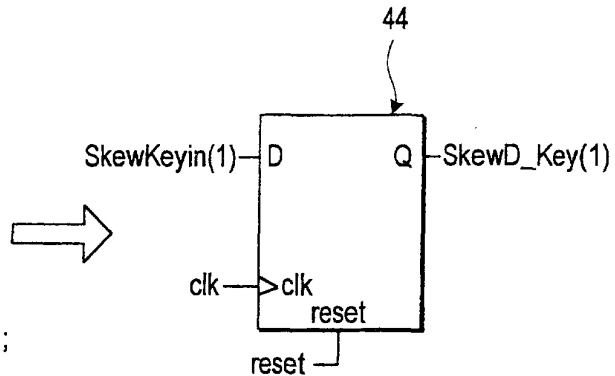 44
SkewKeyin(1) D Q SkewD_Key(1)
clk clk
reset
;
reset